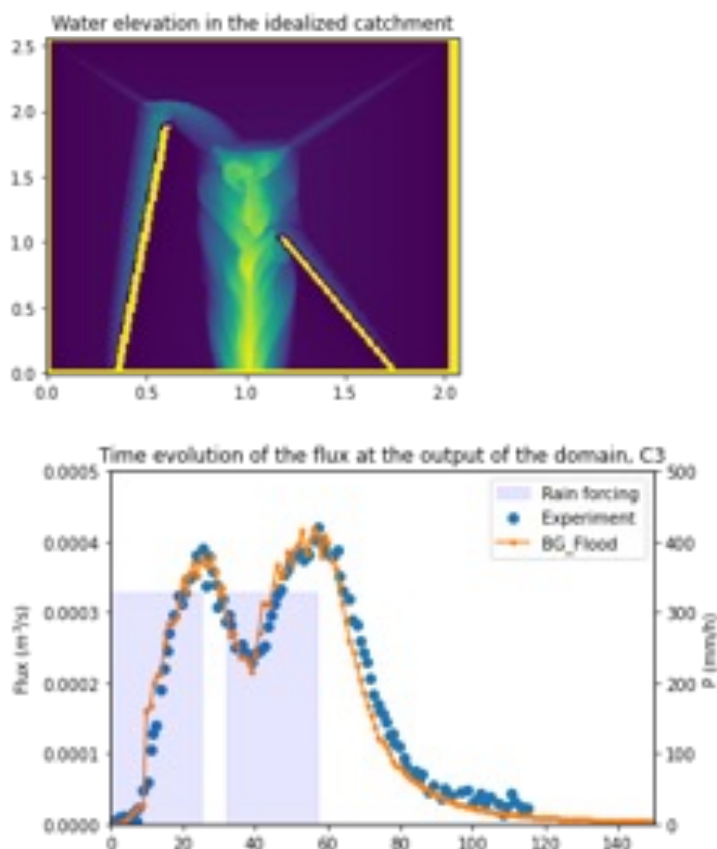 Water elevation in the idealized catchment
2.5
2.0
1.5
1.0
0.5
0.0
0.0 0.5 1.0 1.5 2.0
Time evolution of the flux at the output of the domain, C3
0.0005 500
Rain forcing
Experiment
BG_Flood
0.0004 400
0.0003 300
0.0002 200
0.0001 100
0.0000 0
Flux (m³/s)
P (mm/h)
0 20 40 60 80 100 120 140